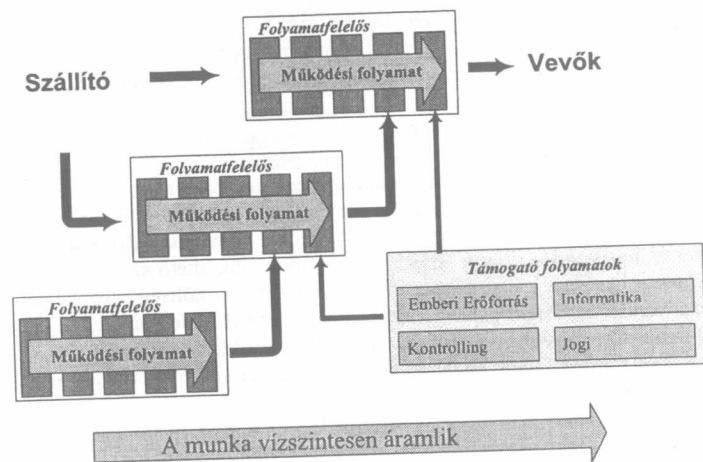 Folyamatfelelős
Működési folyamat
Szállító
Vevők
Folyamatfelelős
Működési folyamat
Támogató folyamatok
Emberi Erőforrás
Informatika
Kontrolling
Jogi
Folyamatfelelős
Működési folyamat
A munka vízszintesen áramlik